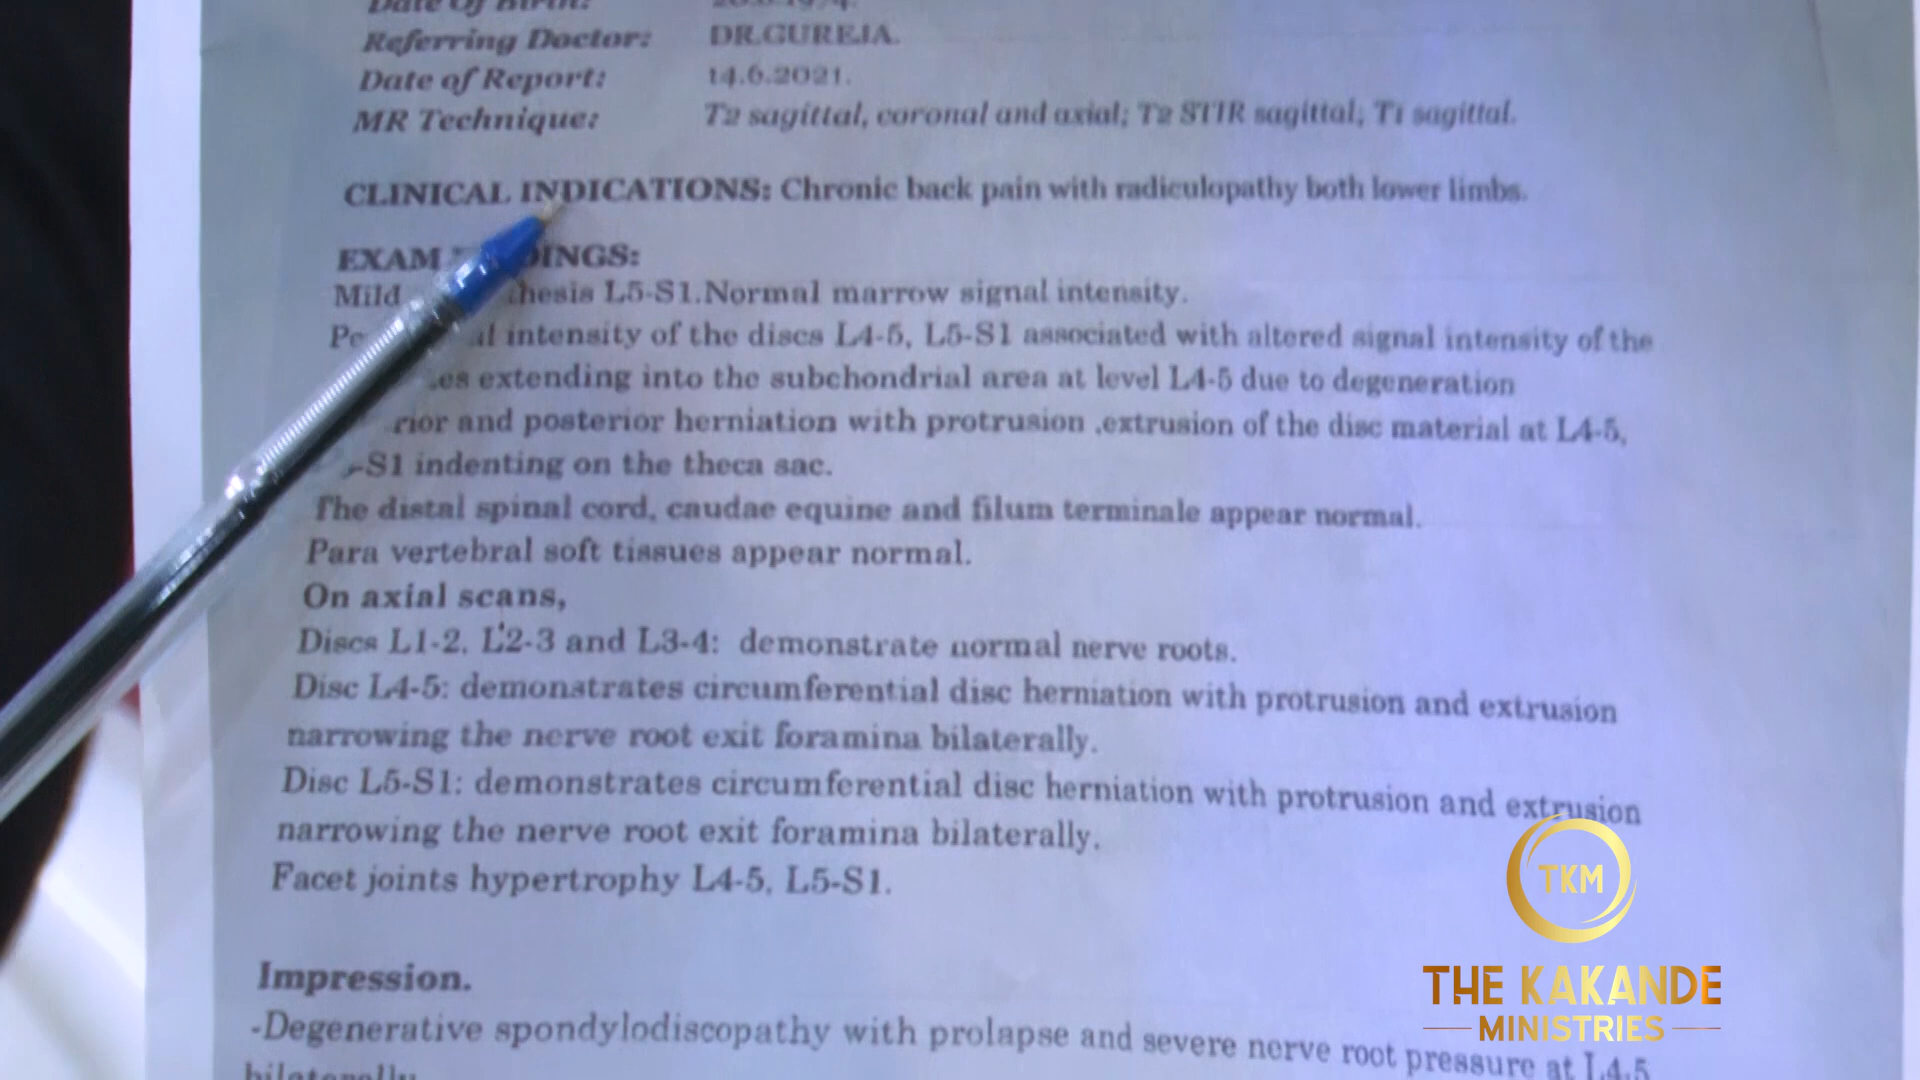 Date Of Birth:
Referring Doctor: DR.GUREJA.
Date of Report: 14.6.2021.
MR Technique: T2 sagittal, coronal and axial; T2 STIR sagittal; T1 sagittal.
CLINICAL INDICATIONS: Chronic back pain with radiculopathy both lower limbs.
EXAM INGS:
Mild thesis L5-S1.Normal marrow signal intensity.
intensity of the discs L4-5, L5-S1 associated with altered signal intensity of the
extending into the subchondrial area at level L4-5 due to degeneration
and posterior herniation with protrusion ,extrusion of the disc material at L4-5,
-S1 indenting on the theca sac.
The distal spinal cord, caudae equine and filum terminale appear normal.
Para vertebral soft tissues appear normal.
On axial scans,
Discs L1-2, L2-3 and L3-4: demonstrate normal nerve roots.
Disc L4-5: demonstrates circumferential disc herniation with protrusion and extrusion
narrowing the nerve root exit foramina bilaterally.
Disc L5-S1: demonstrates circumferential disc herniation with protrusion and extrusion
narrowing the nerve root exit foramina bilaterally.
Facet joints hypertrophy L4-5, L5-S1.
Impression.
-Degenerative spondylodiscopathy with prolapse and severe nerve root pressure at L4-5
bilaterally
TKM
THE KAKANDE
MINISTRIES